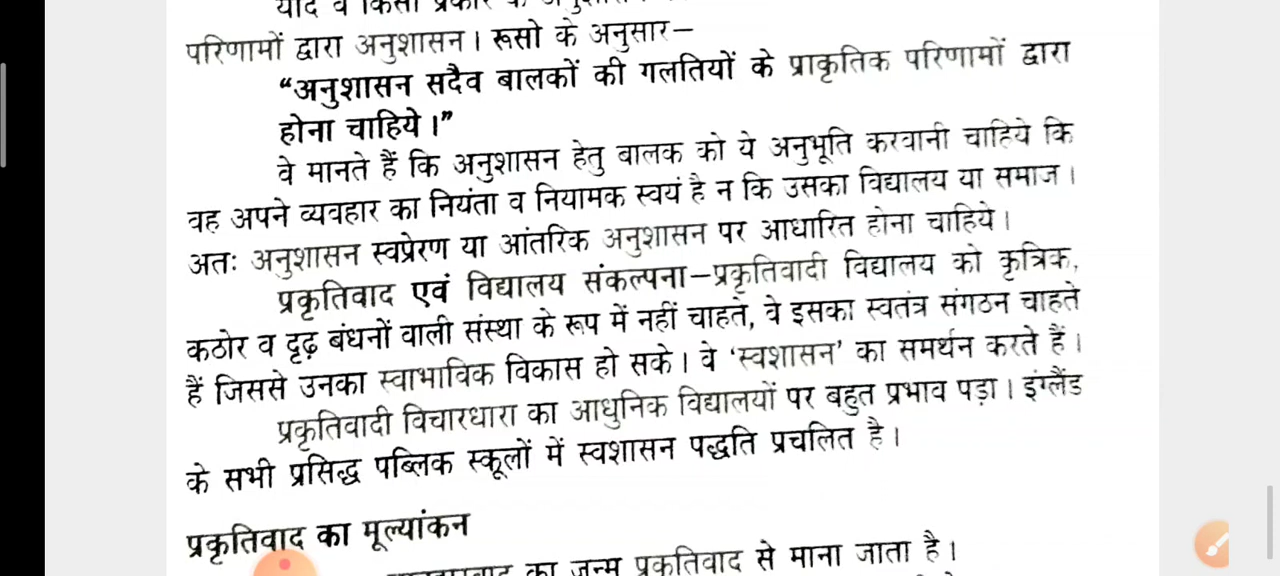 परिणामों द्वारा अनुशासन। रूसो के अनुसार–
“अनुशासन सदैव बालकों की गलतियों के प्राकृतिक परिणामों द्वारा
होना चाहिये।”
वे मानते हैं कि अनुशासन हेतु बालक को ये अनुभूति करवानी चाहिये कि
वह अपने व्यवहार का नियंता व नियामक स्वयं है न कि उसका विद्यालय या समाज।
अतः अनुशासन स्वप्रेरण या आंतरिक अनुशासन पर आधारित होना चाहिये।
प्रकृतिवाद एवं विद्यालय संकल्पना–प्रकृतिवादी विद्यालय को कृत्रिक,
कठोर व दृढ़ बंधनों वाली संस्था के रूप में नहीं चाहते, वे इसका स्वतंत्र संगठन चाहते
हैं जिससे उनका स्वाभाविक विकास हो सके। वे ‘स्वशासन’ का समर्थन करते हैं।
प्रकृतिवादी विचारधारा का आधुनिक विद्यालयों पर बहुत प्रभाव पड़ा। इंग्लैंड
के सभी प्रसिद्ध पब्लिक स्कूलों में स्वशासन पद्धति प्रचलित है।
प्रकृतिवाद का मूल्यांकन
का जन्म प्रकृतिवाद से माना जाता है।